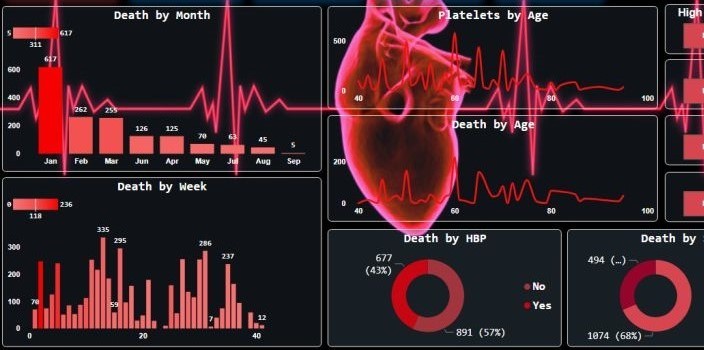 Death by Month
5
617
311
617
600
400
200
0
262
255
126
125
70
63
45
5
Jan
Feb
Mar
Jun
Apr
May
Jul
Aug
Sep
Death by Week
0
236
118
300
200
100
0
70
335
59
295
286
7
237
12
0
20
40
Platelets by Age
500
0
40
60
80
100
Death by Age
200
0
40
60
80
100
Death by HBP
677
(43%)
891 (57%)
No
Yes
High
Death by
494 (…)
1074 (68%)